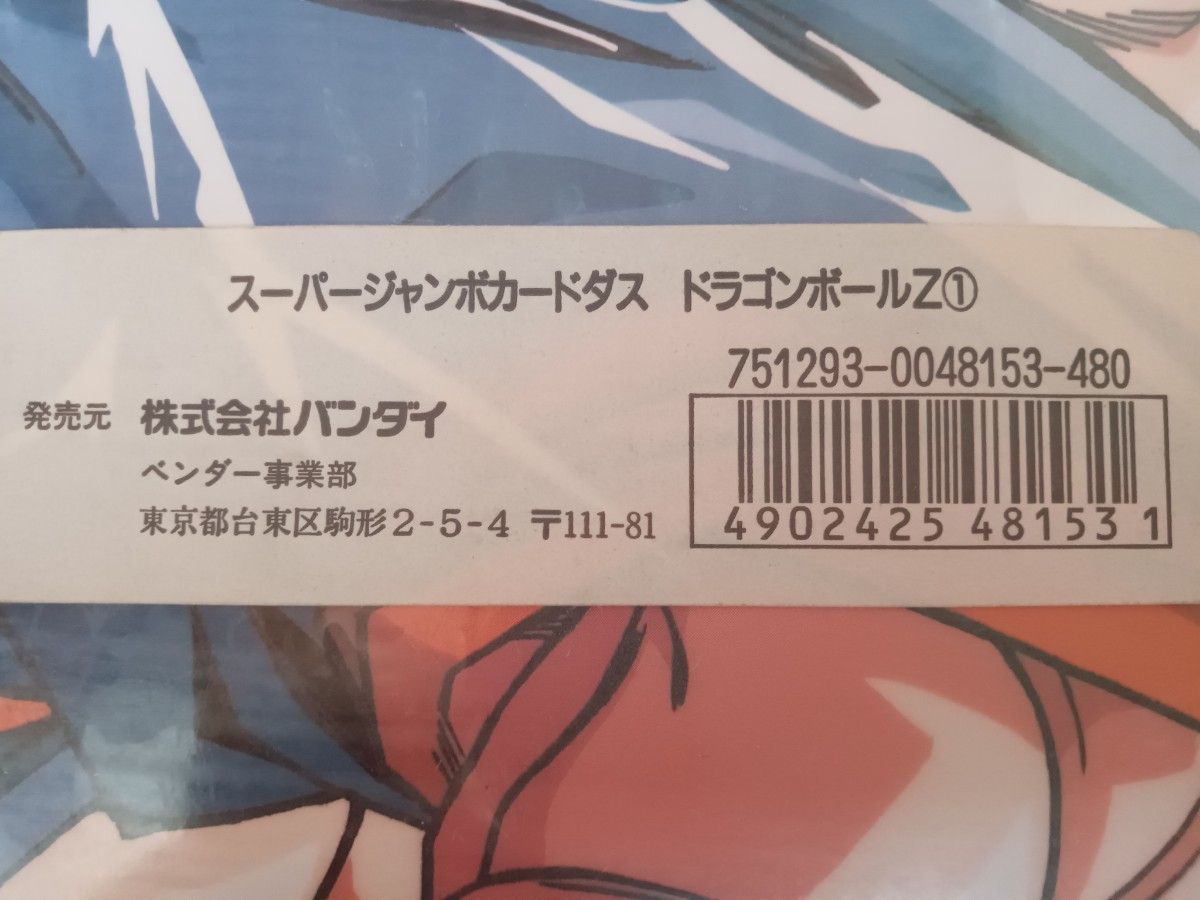 スーパージャンボカードダス ドラゴンボールZ①
751293-0048153-480
発売元 株式会社バンダイ
ベンダー事業部
東京都台東区駒形2-5-4 〒111-81
4902425 481531